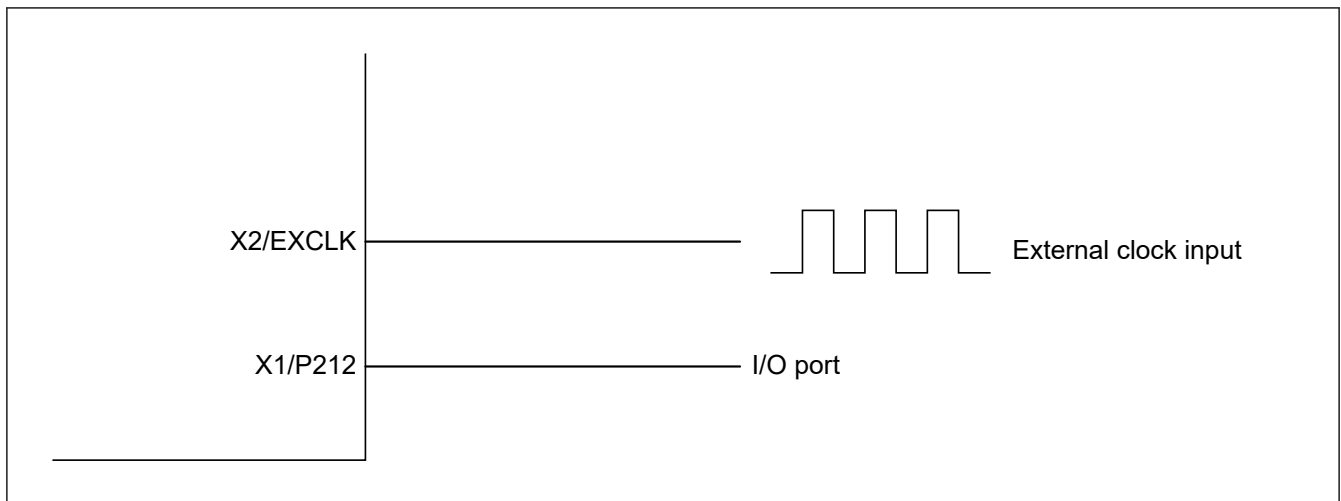 X2/EXCLK
External clock input
X1/P212
I/O port